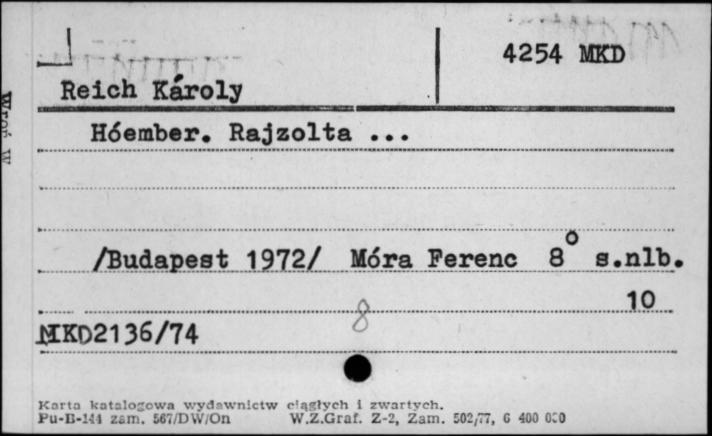 4254 MKD
Reich Károly
Hóember. Rajzolta ...
/Budapest 1972/ Móra Ferenc 8° s.nlb.
10
8
MKD2136/74
Karta katalogowa wydawnictw ciągłych i zwartych.
Pu-B-144 zam. 567/DW/On W.Z.Graf. Z-2, Zam. 502/77, 6 400 000